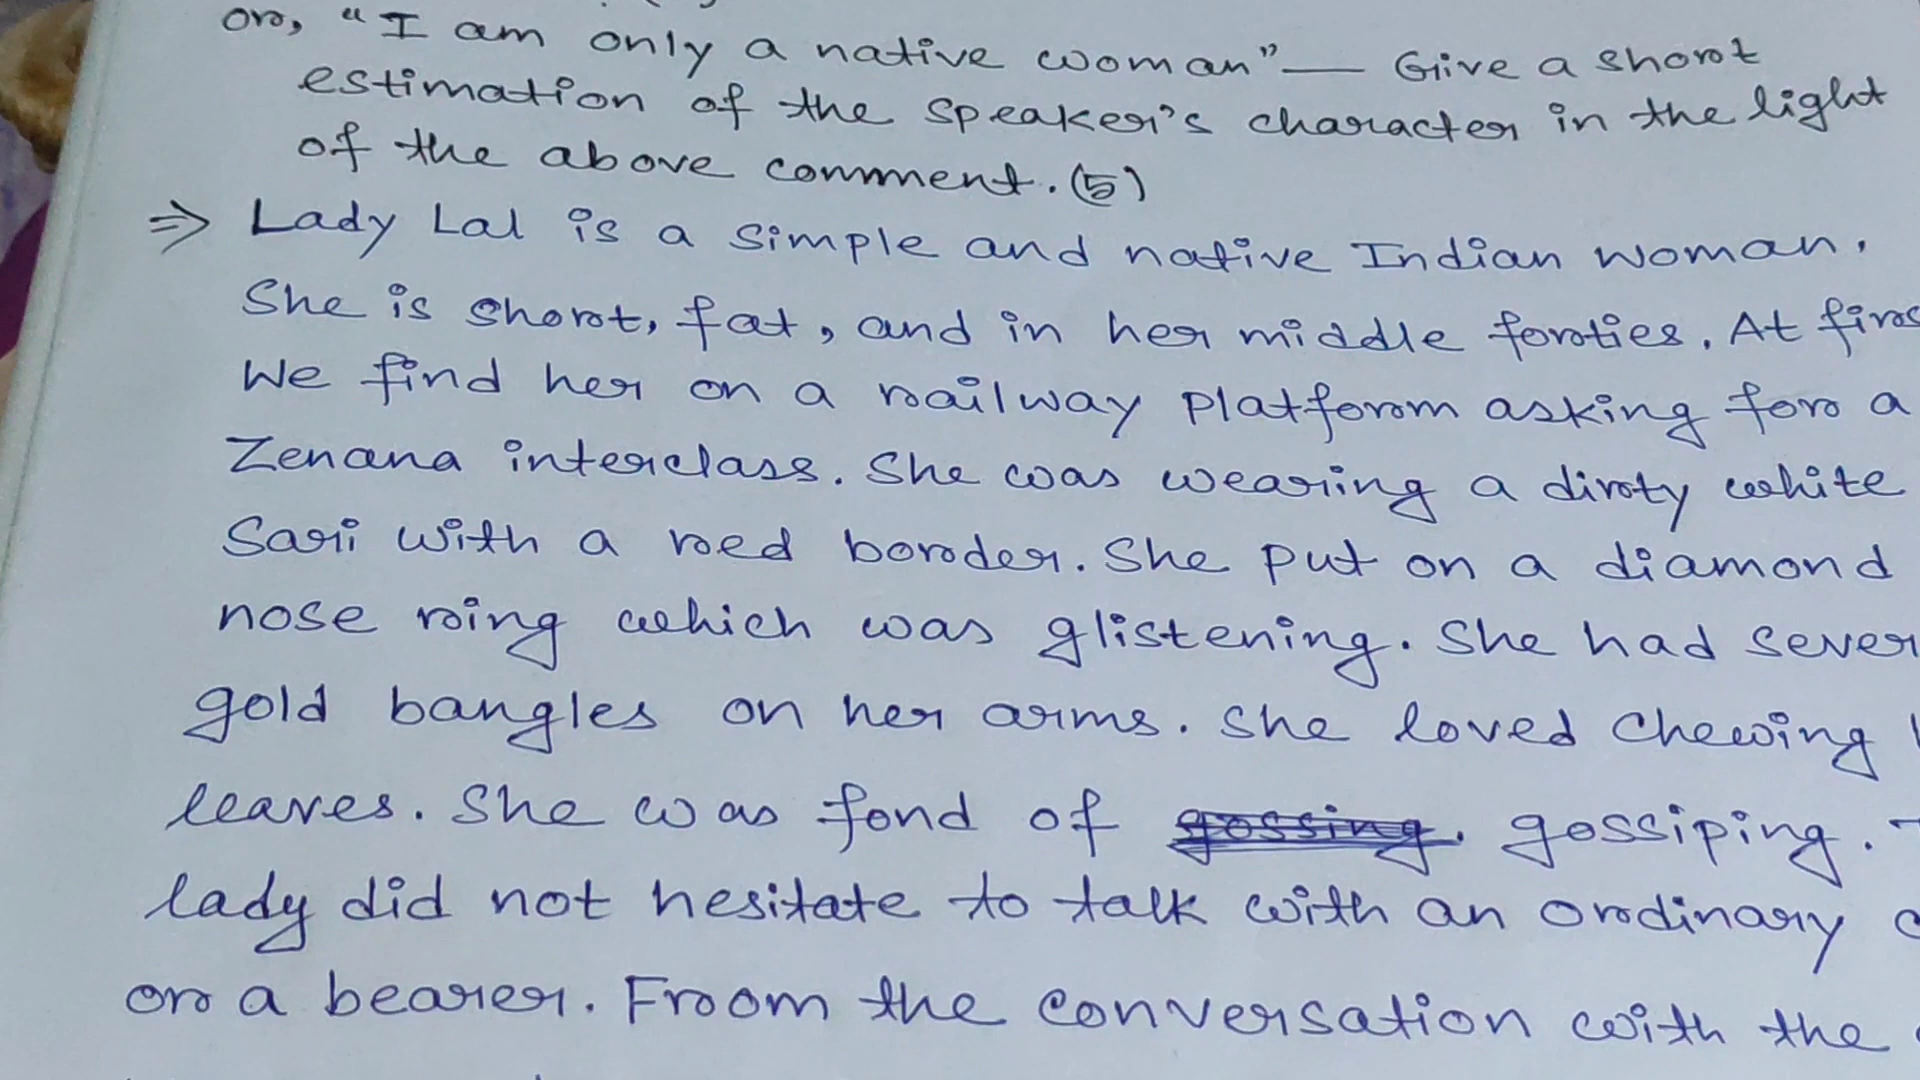 or, "I am only a native woman" — Give a short
estimation of the speaker's character in the light
of the above comment. (5)
⇒ Lady Lal is a simple and native Indian woman.
She is short, fat, and in her middle forties. At
We find her on a railway platform asking for a
Zenana interclass. She was wearing a dirty white
Sari with a red border. She put on a diamond
nose ring which was glistening. She had
gold bangles on her arms. She loved chewing
leaves. She was fond of gossiping.
lady did not hesitate to talk with an ordinary
or a bearer. From the conversation with the